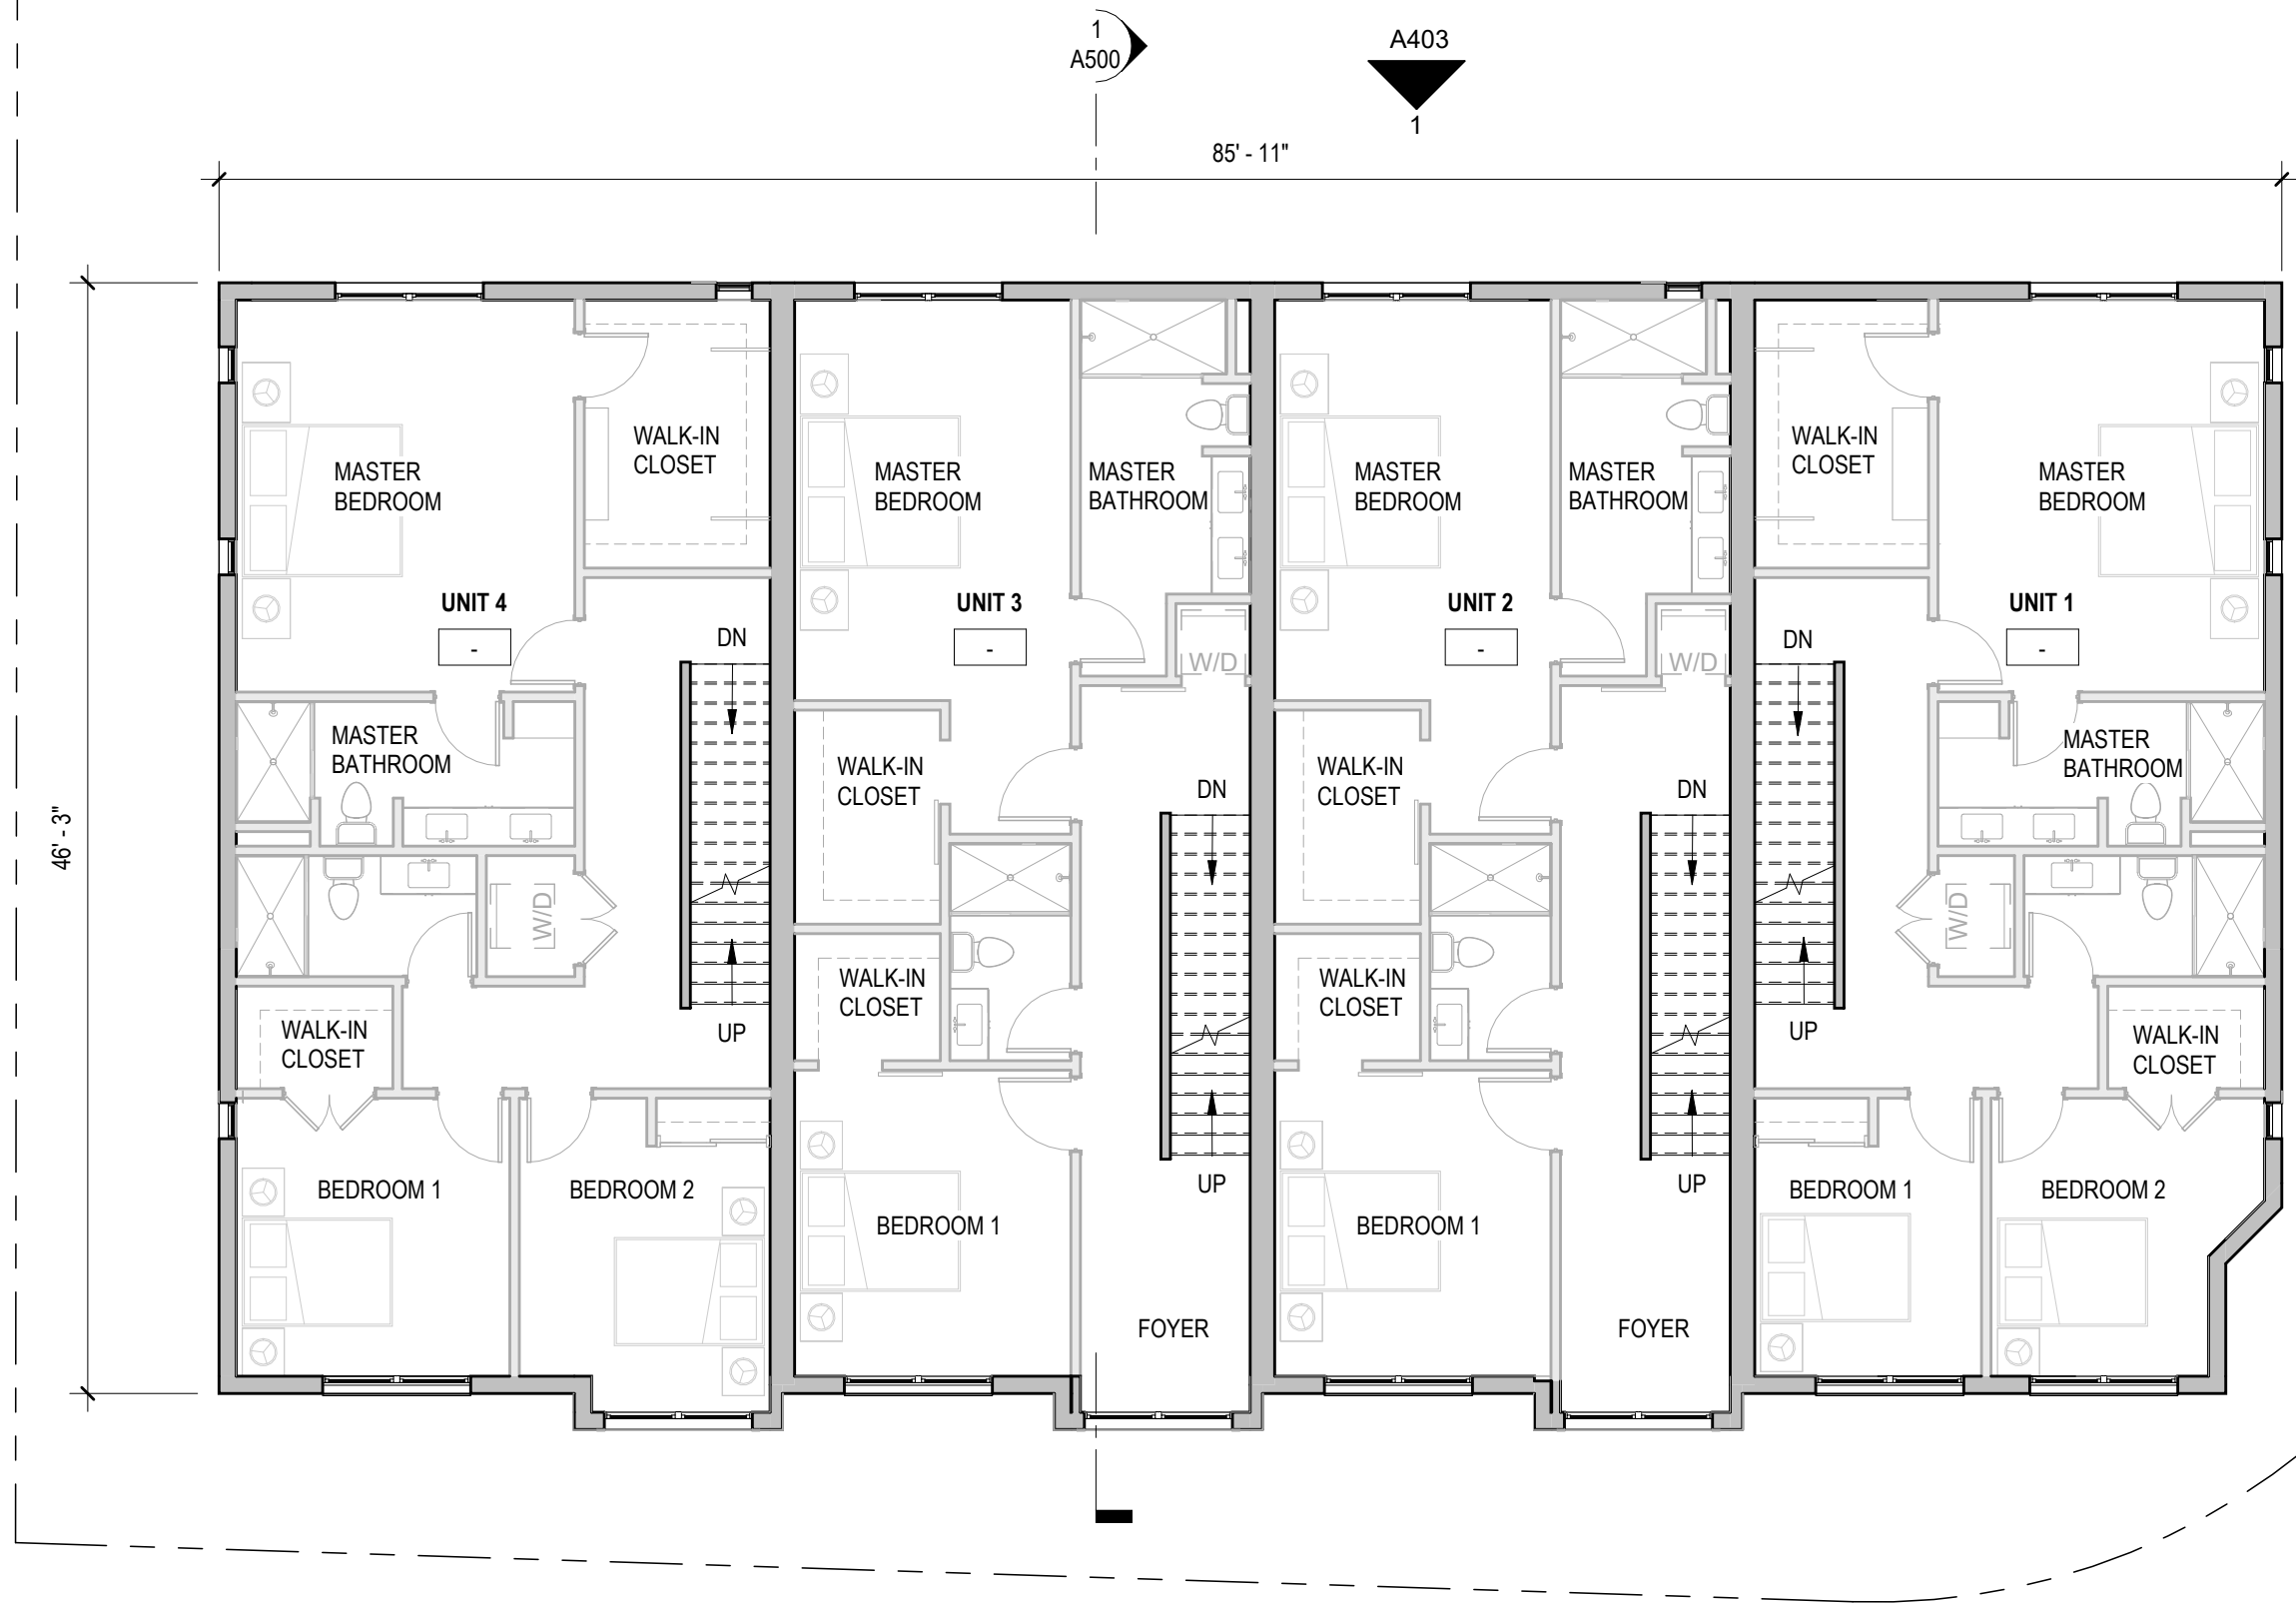 1
A500
A403
1
85' - 11"
46' - 3"
WALK-IN
CLOSET
MASTER
BEDROOM
UNIT 4
-
DN
MASTER
BATHROOM
W/D
WALK-IN
CLOSET
UP
BEDROOM 1
BEDROOM 2
MASTER
BEDROOM
MASTER
BATHROOM
UNIT 3
-
W/D
WALK-IN
CLOSET
DN
WALK-IN
CLOSET
UP
BEDROOM 1
FOYER
MASTER
BEDROOM
MASTER
BATHROOM
UNIT 2
-
W/D
WALK-IN
CLOSET
DN
WALK-IN
CLOSET
UP
BEDROOM 1
FOYER
WALK-IN
CLOSET
MASTER
BEDROOM
UNIT 1
-
DN
MASTER
BATHROOM
W/D
UP
WALK-IN
CLOSET
BEDROOM 1
BEDROOM 2